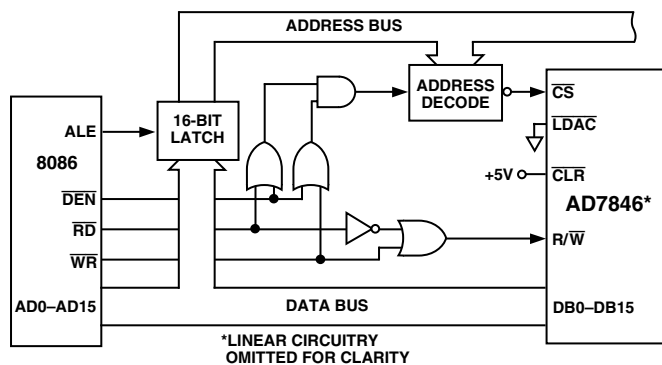 ADDRESS BUS
ALE
8086
DEN
RD
WR
AD0–AD15
16-BIT
LATCH
ADDRESS
DECODE
CS
LDAC
+5V
CLR
AD7846*
R/W
DB0–DB15
DATA BUS
*LINEAR CIRCUITRY
OMITTED FOR CLARITY